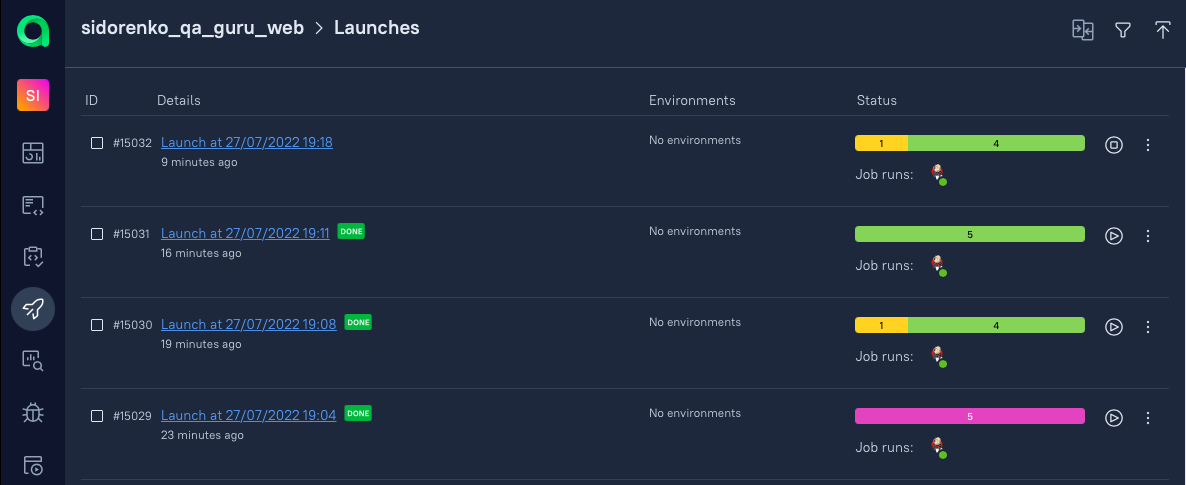 sidorenko_qa_guru_web > Launches
SI
ID Details Environments Status
#15032 Launch at 27/07/2022 19:18 No environments 1 4
9 minutes ago
Job runs:
#15031 Launch at 27/07/2022 19:11 DONE No environments 5
16 minutes ago
Job runs:
#15030 Launch at 27/07/2022 19:08 DONE No environments 1 4
19 minutes ago
Job runs:
#15029 Launch at 27/07/2022 19:04 DONE No environments 5
23 minutes ago
Job runs: